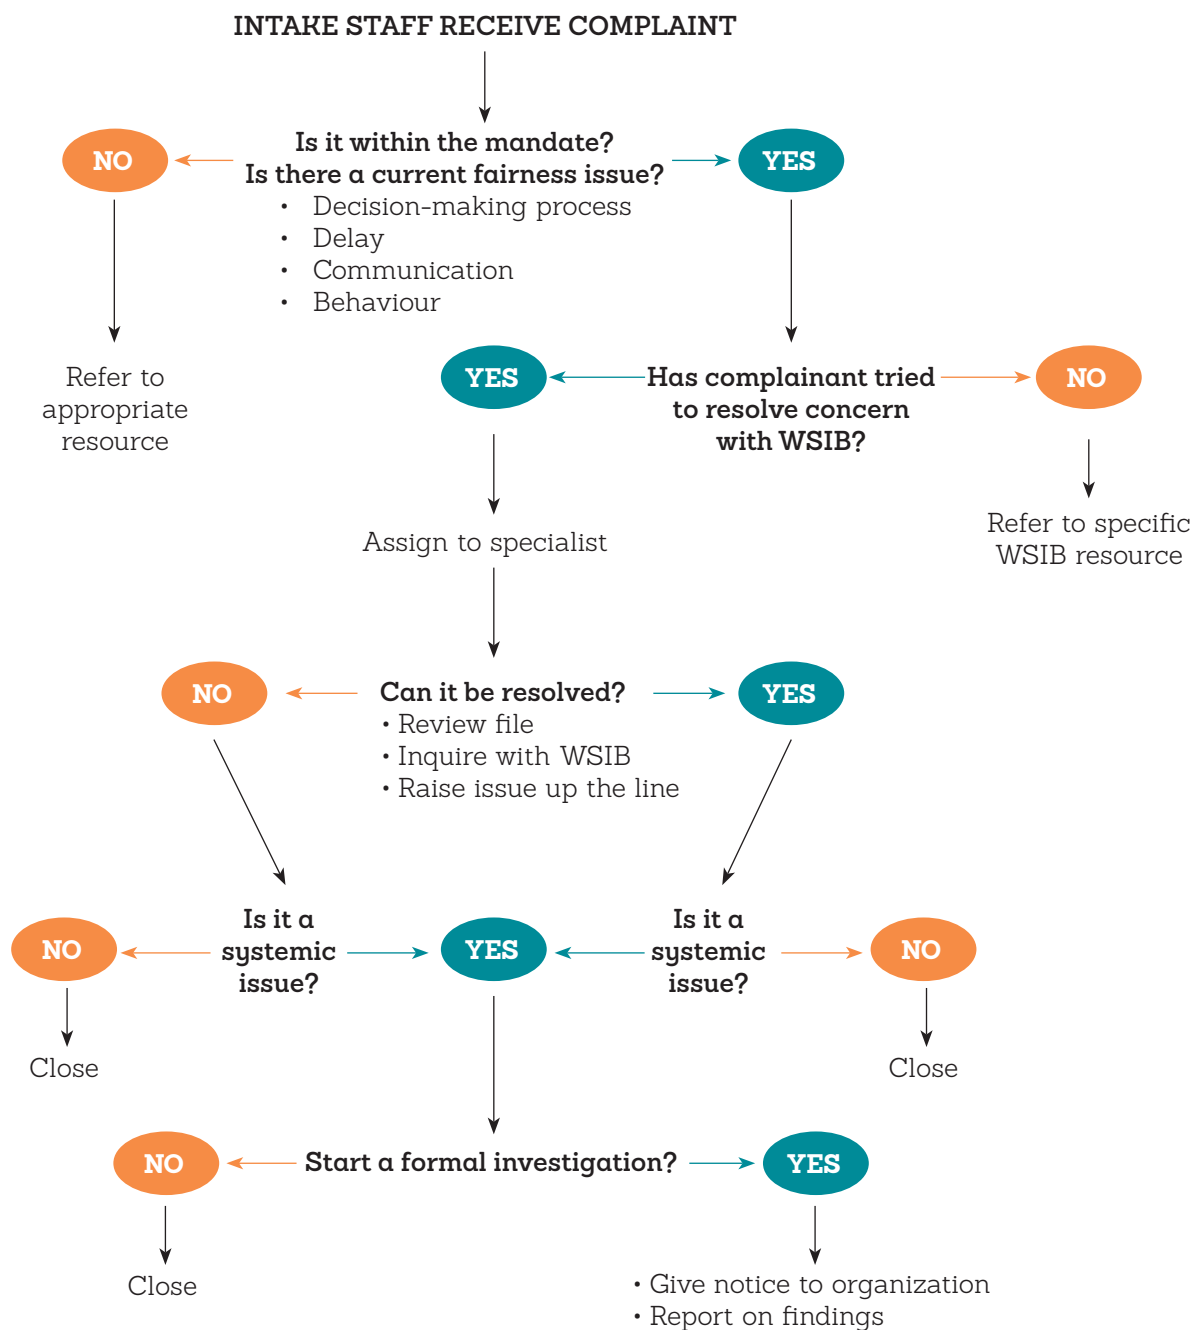 INTAKE STAFF RECEIVE COMPLAINT
NO
Is it within the mandate?
Is there a current fairness issue?
• Decision-making process
• Delay
• Communication
• Behaviour
YES
Refer to
appropriate
resource
YES
Has complainant tried
to resolve concern
with WSIB?
NO
Assign to specialist
Refer to specific
WSIB resource
NO
Can it be resolved?
• Review file
• Inquire with WSIB
• Raise issue up the line
YES
NO
Is it a
systemic
issue?
YES
Is it a
systemic
issue?
NO
Close
Close
NO
Start a formal investigation?
YES
Close
• Give notice to organization
• Report on findings